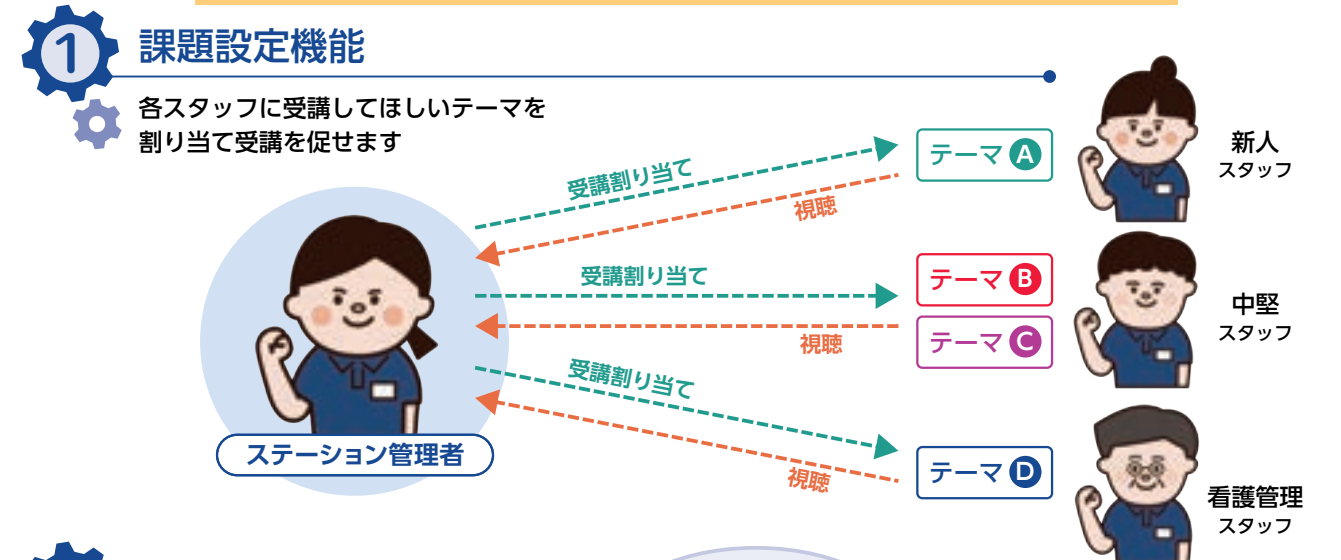 1
課題設定機能
各スタッフに受講してほしいテーマを
割り当て受講を促せます
受講割り当て
視聴
テーマ A
新人
スタッフ
受講割り当て
視聴
テーマ B
テーマ C
中堅
スタッフ
受講割り当て
視聴
テーマ D
看護管理
スタッフ
ステーション管理者